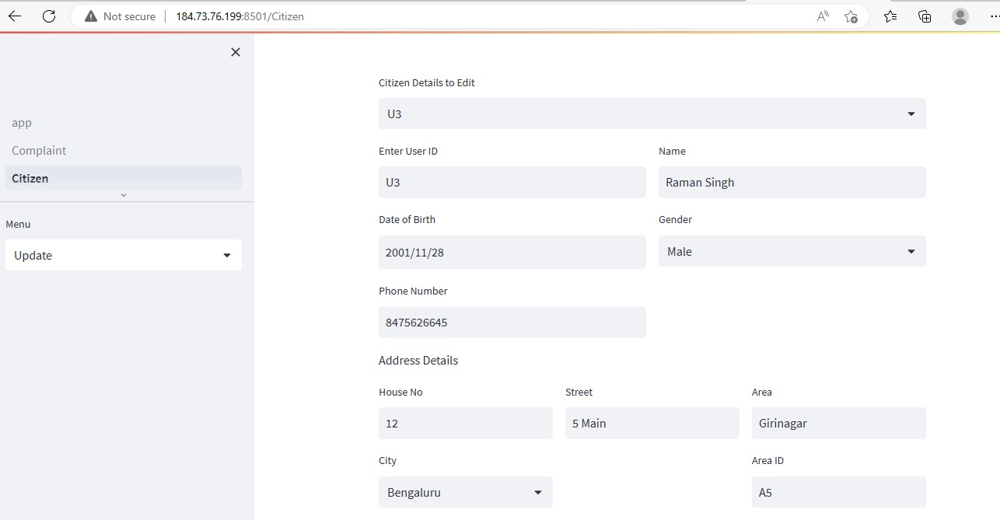 Not secure | 184.73.76.199:8501/Citizen
app
Complaint
Citizen
Menu
Update
Citizen Details to Edit
U3
Enter User ID Name
U3 Raman Singh
Date of Birth Gender
2001/11/28 Male
Phone Number
8475626645
Address Details
House No Street Area
12 5 Main Girinagar
City Area ID
Bengaluru A5